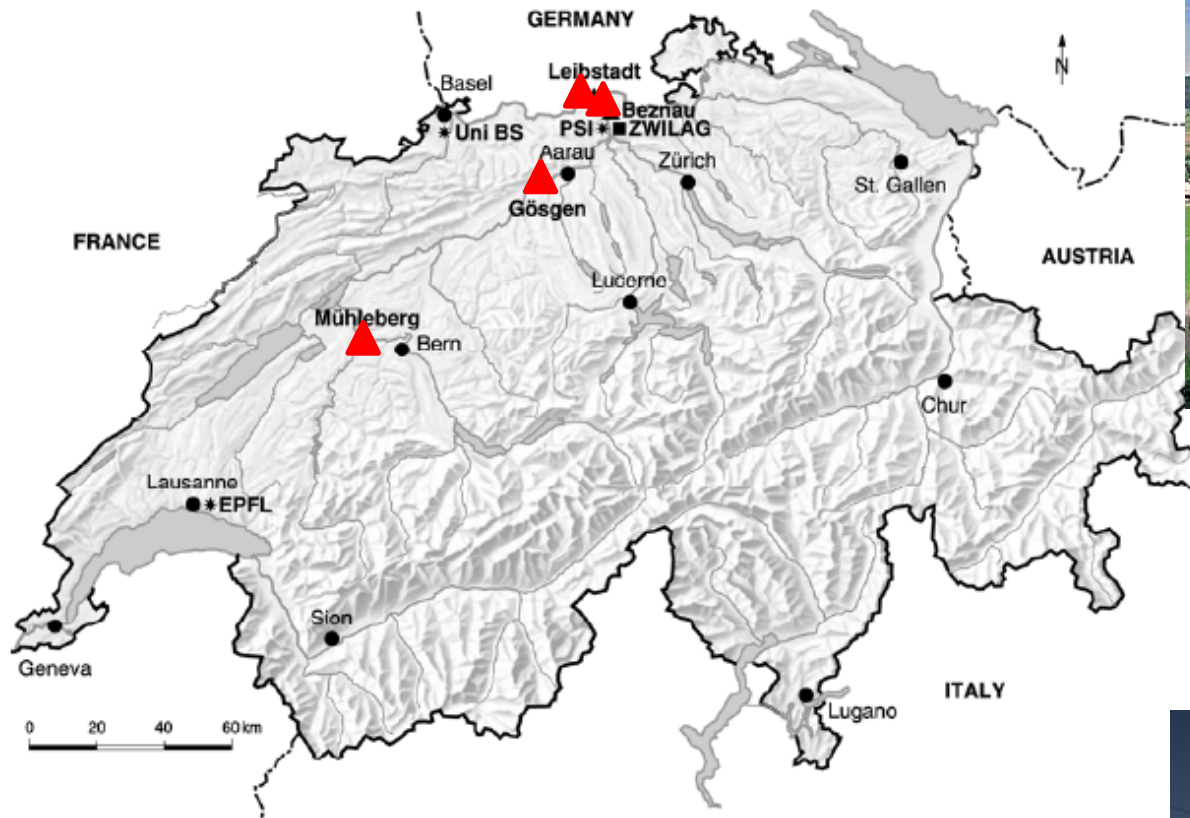 GERMANY
Leibstadt
N
Basel
Beznau
Uni BS
PSI
ZWILAG
Aarau
Zürich
St. Gallen
Gösgen
FRANCE
AUSTRIA
Lucerne
Mühleberg
Bern
Chur
Lausanne
EPFL
Sion
Geneva
ITALY
Lugano
0 20 40 60 km